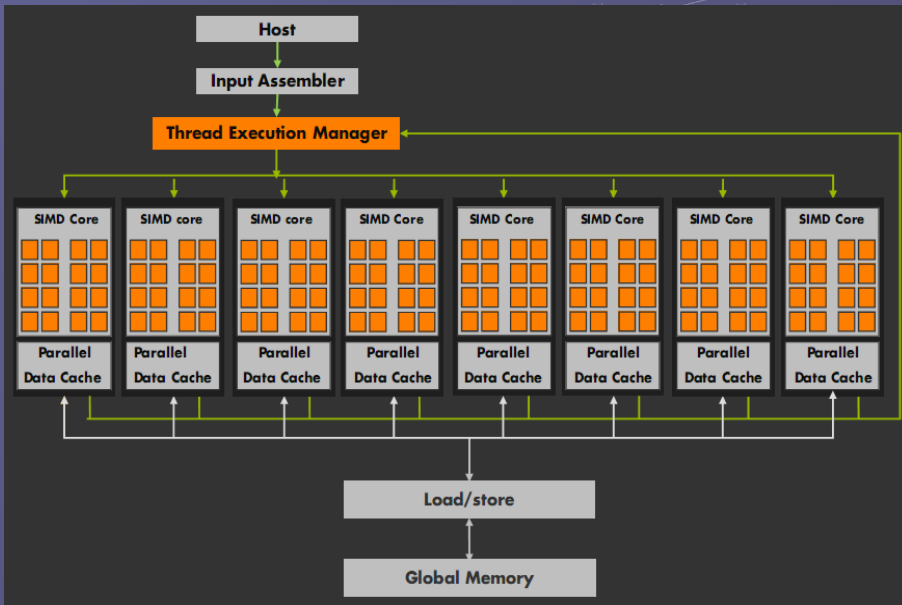 Host
Input Assembler
Thread Execution Manager
SIMD Core
SIMD core
SIMD core
SIMD Core
SIMD Core
SIMD Core
SIMD Core
SIMD Core
Parallel
Data Cache
Parallel
Data Cache
Parallel
Data Cache
Parallel
Data Cache
Parallel
Data Cache
Parallel
Data Cache
Parallel
Data Cache
Parallel
Data Cache
Load/store
Global Memory